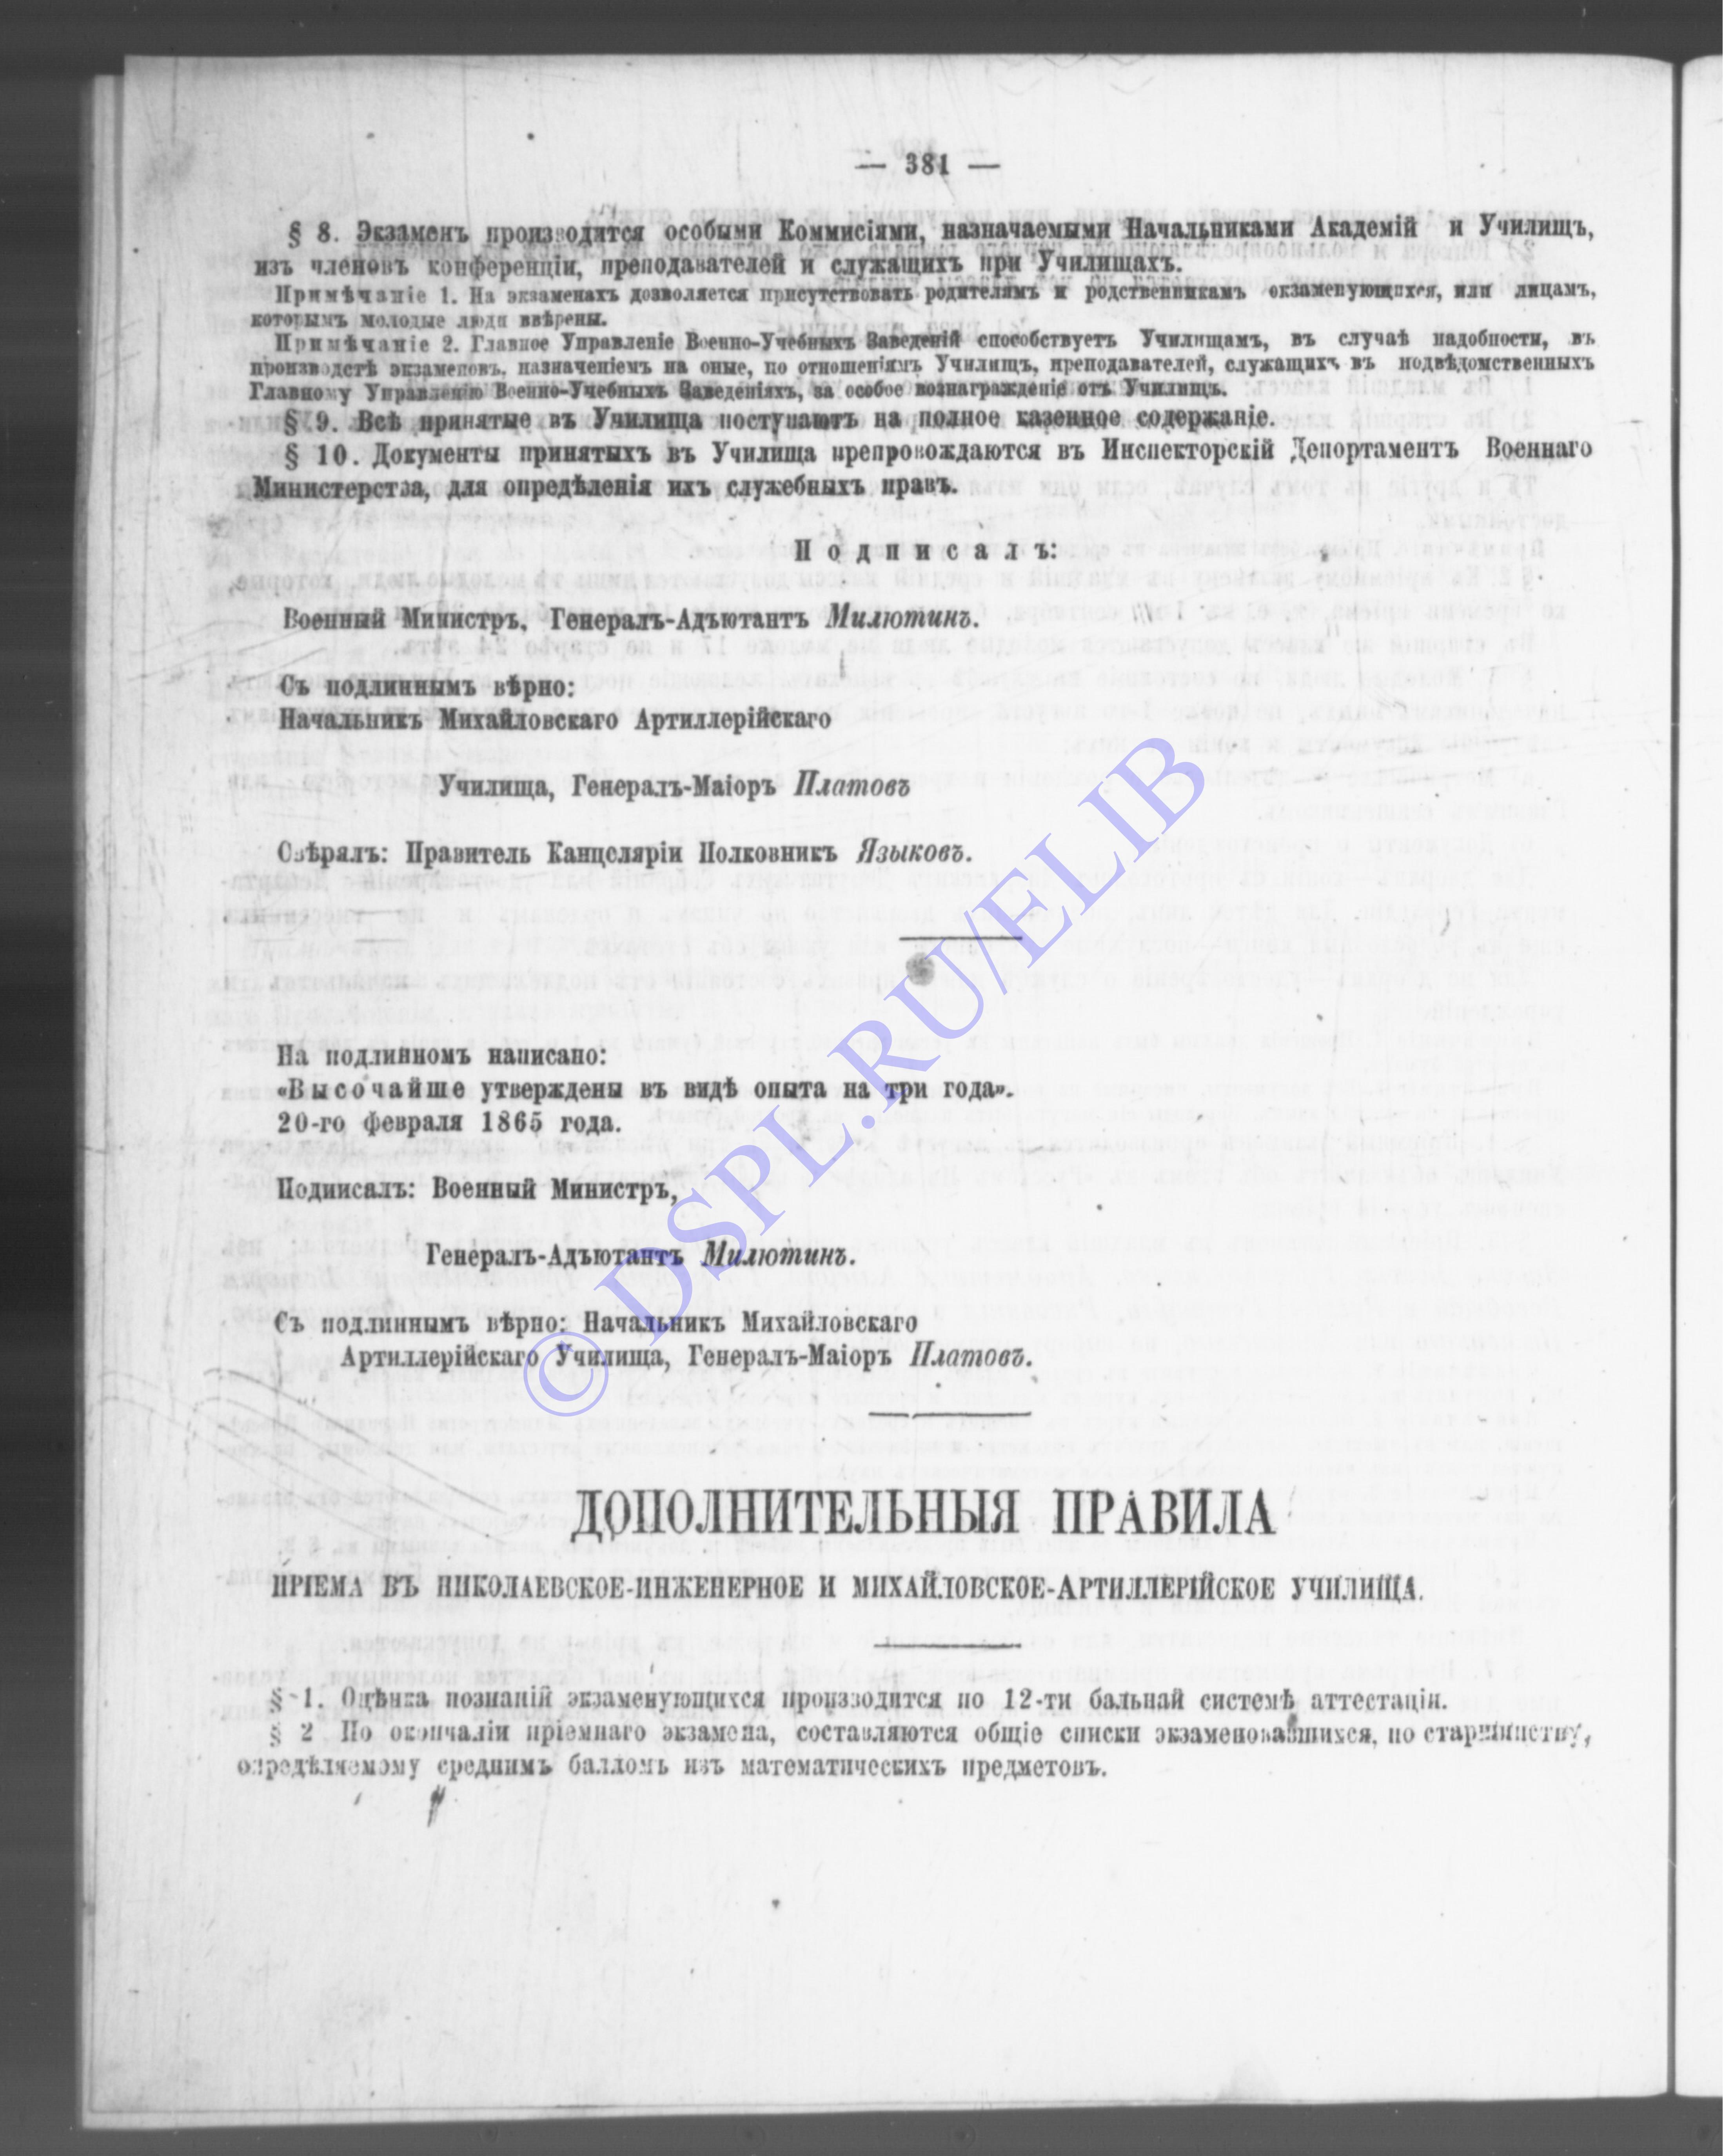 — 381 —
§ 8. Экзаменъ производится особыми Коммисіями, назначаемыми Начальниками Академій и Училищъ,
изъ членовъ конференціи, преподавателей и служащихъ при Училищахъ.
Примѣчаніе 1. На экзаменахъ дозволяется присутствовать родителямъ и родственникамъ экзаменующихся, или лицамъ,
которымъ молодые люди ввѣрены.
Примѣчаніе 2. Главное Управленіе Военно-Учебныхъ Заведеній способствуетъ Училищамъ, въ случаѣ надобности, въ
производстѣ экзаменовъ, назначеніемъ на оные, по отношеніямъ Училищъ, преподавателей, служащихъ въ подвѣдомственныхъ
Главному Управленію Военно-Учебныхъ Заведеніяхъ, за особое вознагражденіе отъ Училищъ.
§ 9. Всѣ принятые въ Училища поступаютъ на полное казенное содержаніе.
§ 10. Документы принятыхъ въ Училища препровождаются въ Инспекторскій Депортаментъ Военнаго
Министерства, для опредѣленія ихъ служебныхъ правъ.
Подписалъ:
Военный Министръ, Генералъ-Адъютантъ Милютинъ.
Съ подлиннымъ вѣрно:
Начальникъ Михайловскаго Артиллерійскаго
Училища, Генералъ-Маіоръ Платовъ
Свѣрялъ: Правитель Канцеляріи Полковникъ Языковъ.
На подлинномъ написано:
«Высочайше утверждены въ видѣ опыта на три года».
20-го февраля 1865 года.
Подписалъ: Военный Министръ,
Генералъ-Адъютантъ Милютинъ.
Съ подлиннымъ вѣрно: Начальникъ Михайловскаго
Артиллерійскаго Училища, Генералъ-Маіоръ Платовъ.
ДОПОЛНИТЕЛЬНЫЯ ПРАВИЛА
ПРІЕМА ВЪ НИКОЛАЕВСКОЕ-ИНЖЕНЕРНОЕ И МИХАЙЛОВСКОЕ-АРТИЛЛЕРІЙСКОЕ УЧИЛИЩА.
§ 1. Оцѣнка познаній экзаменующихся производится по 12-ти бальнай системѣ аттестаціи.
§ 2 По окончаліи пріемнаго экзамена, составляются общіе списки экзаменовавшихся, по старшинству,
опредѣляемому среднимъ балломъ изъ математическихъ предметовъ.
© DSPL.RU/ELIB